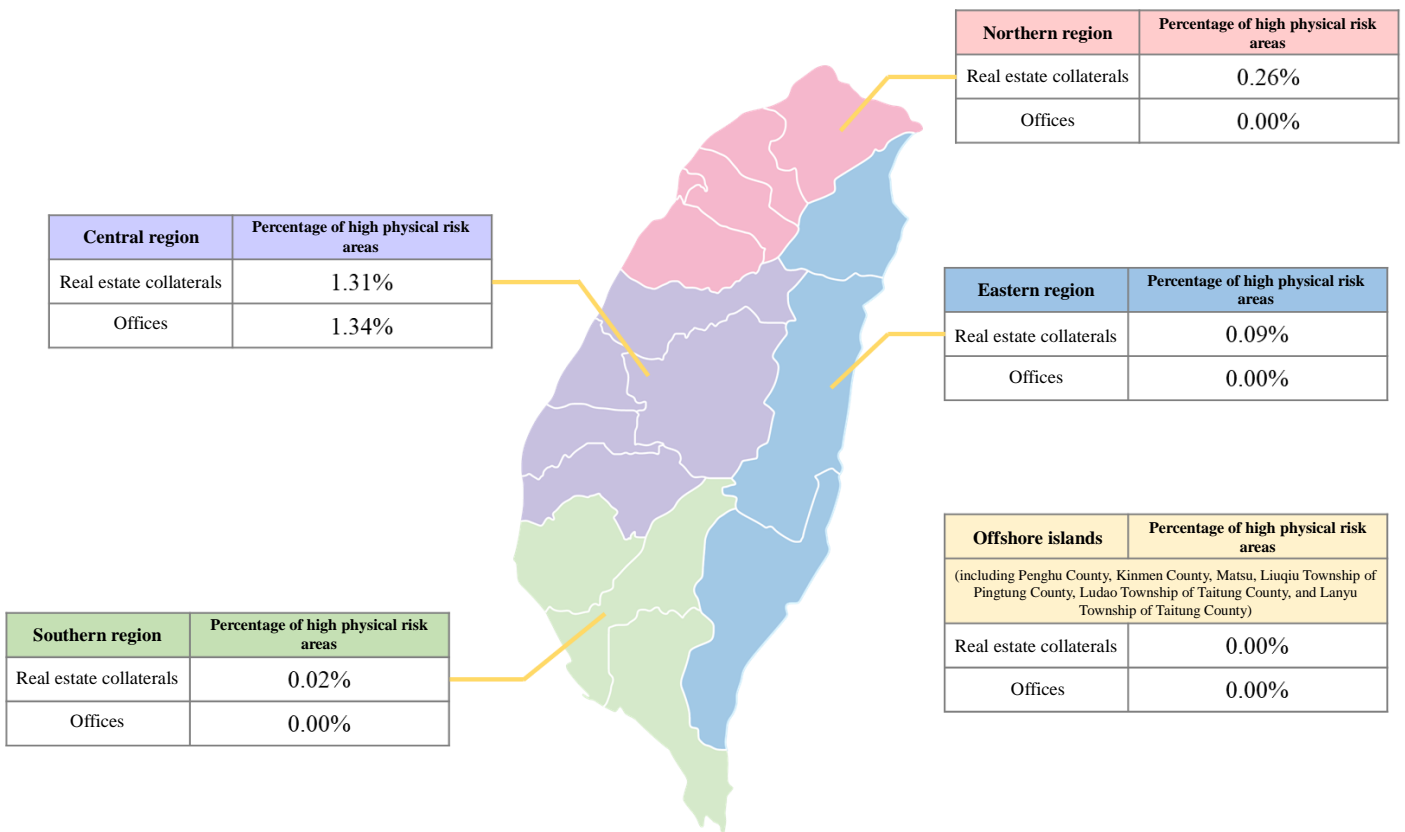 Northern region
Percentage of high physical risk
areas
Real estate collaterals
0.26%
Offices
0.00%
Central region
Percentage of high physical risk
areas
Real estate collaterals
1.31%
Offices
1.34%
Eastern region
Percentage of high physical risk
areas
Real estate collaterals
0.09%
Offices
0.00%
Offshore islands
Percentage of high physical risk
areas
(including Penghu County, Kinmen County, Matsu, Liuqiu Township of
Pingtung County, Ludao Township of Taitung County, and Lanyu
Township of Taitung County)
Real estate collaterals
0.00%
Offices
0.00%
Southern region
Percentage of high physical risk
areas
Real estate collaterals
0.02%
Offices
0.00%